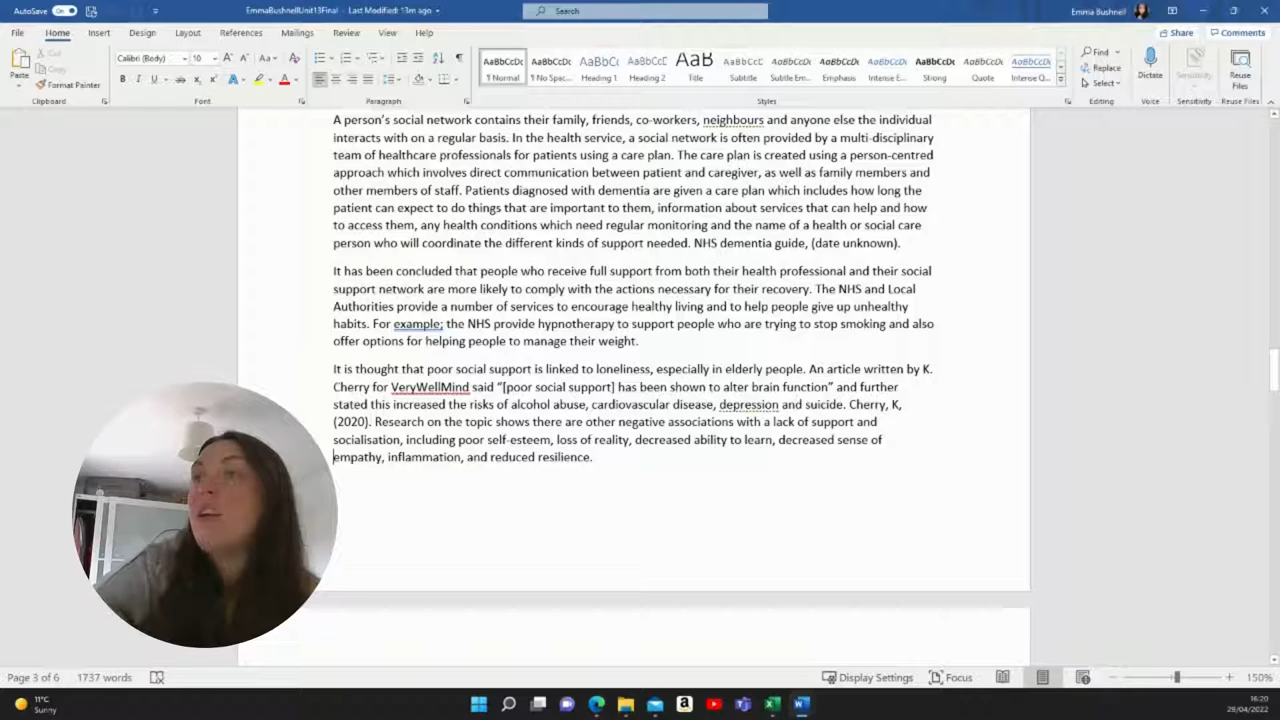 AutoSave On EmmaBushnellUnit13Final - Last Modified: 13m ago Search Emma Bushnell
File Home Insert Design Layout References Mailings Review View Help Share Comments
Paste Cut Copy Format Painter Calibri (Body) 10 Find Replace Select Dictate Sensitivity Reuse Files
AaBbCcDc AaBbCcDc AaBbC AaBbCcD AaB AaBbCcC AaBbCcDc AaBbCcDc AaBbCcDc AaBbCcDc AaBbCcDc AaBbCcDc
¶ Normal ¶ No Spac... Heading 1 Heading 2 Title Subtitle Subtle Em... Emphasis Intense E... Strong Quote Intense Q...
Clipboard Font Paragraph Styles Editing Voice Sensitivity Reuse Files
A person's social network contains their family, friends, co-workers, neighbours and anyone else the individual
interacts with on a regular basis. In the health service, a social network is often provided by a multi-disciplinary
team of healthcare professionals for patients using a care plan. The care plan is created using a person-centred
approach which involves direct communication between patient and caregiver, as well as family members and
other members of staff. Patients diagnosed with dementia are given a care plan which includes how long the
patient can expect to do things that are important to them, information about services that can help and how
to access them, any health conditions which need regular monitoring and the name of a health or social care
person who will coordinate the different kinds of support needed. NHS dementia guide, (date unknown).
It has been concluded that people who receive full support from both their health professional and their social
support network are more likely to comply with the actions necessary for their recovery. The NHS and Local
Authorities provide a number of services to encourage healthy living and to help people give up unhealthy
habits. For example; the NHS provide hypnotherapy to support people who are trying to stop smoking and also
offer options for helping people to manage their weight.
It is thought that poor social support is linked to loneliness, especially in elderly people. An article written by K.
Cherry for VeryWellMind said “[poor social support] has been shown to alter brain function” and further
stated this increased the risks of alcohol abuse, cardiovascular disease, depression and suicide. Cherry, K,
(2020). Research on the topic shows there are other negative associations with a lack of support and
socialisation, including poor self-esteem, loss of reality, decreased ability to learn, decreased sense of
empathy, inflammation, and reduced resilience.
Page 3 of 6 1737 words Display Settings Focus 150%
11°C
Sunny
16:20
29/04/2022